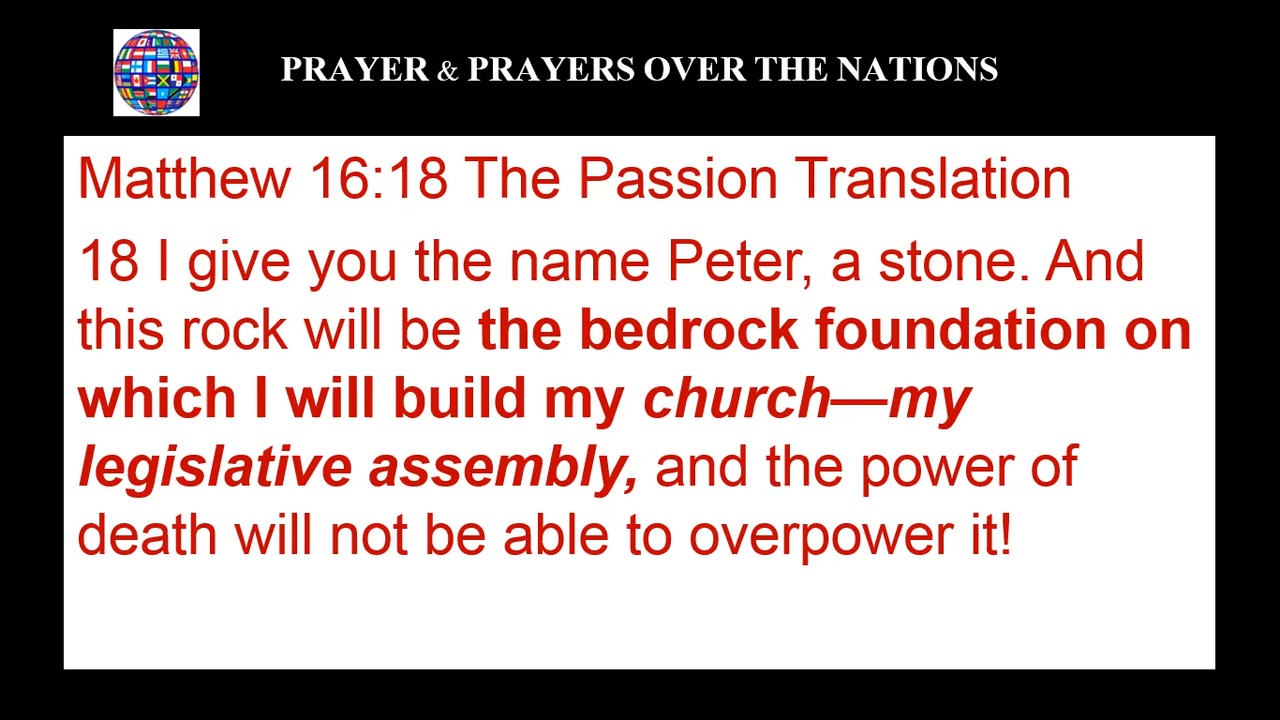 PRAYER & PRAYERS OVER THE NATIONS
Matthew 16:18 The Passion Translation
18 I give you the name Peter, a stone. And
this rock will be the bedrock foundation on
which I will build my church—my
legislative assembly, and the power of
death will not be able to overpower it!